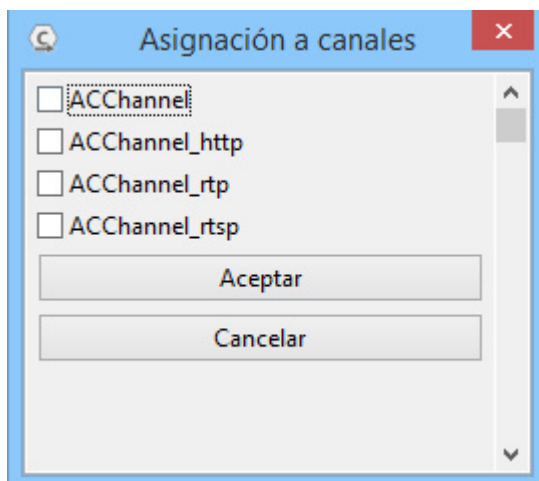 Asignación a canales
ACChannel
ACChannel_http
ACChannel_rtp
ACChannel_rtsp
Aceptar
Cancelar